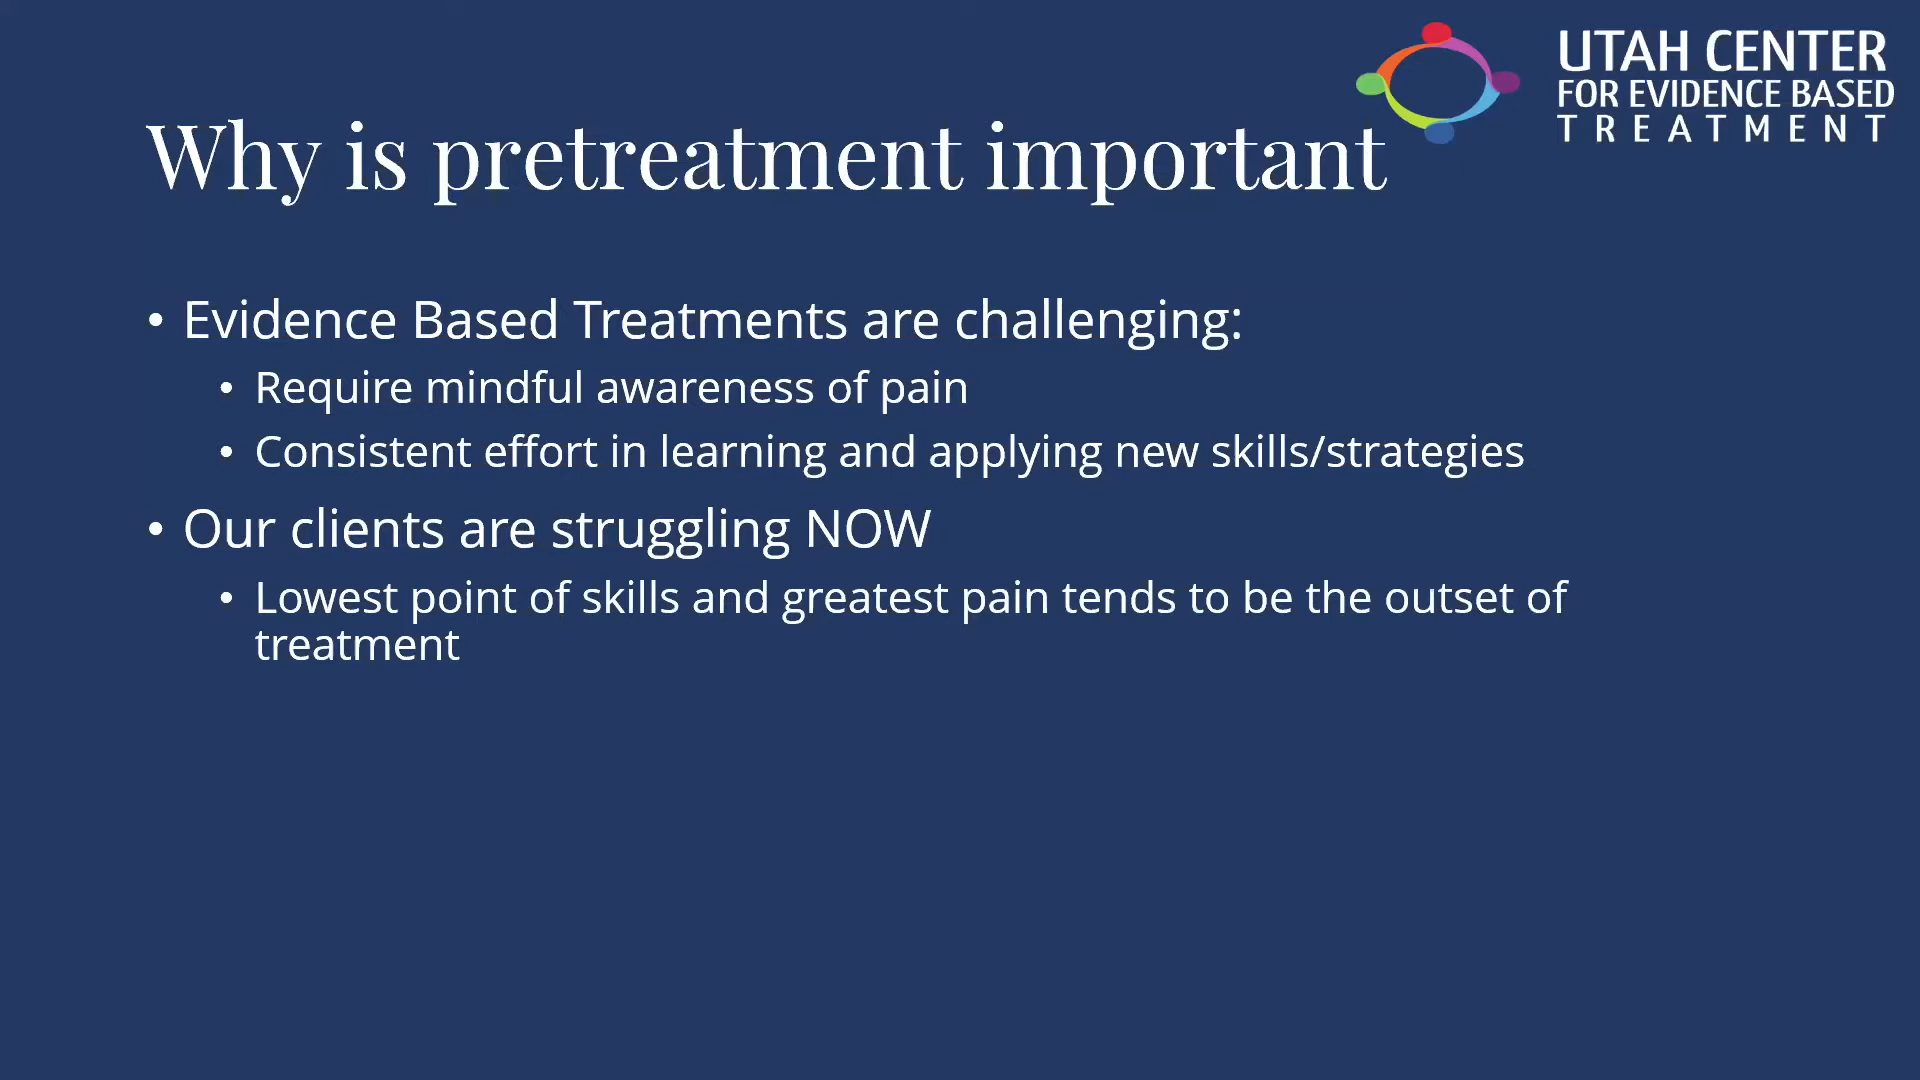 UTAH CENTER
FOR EVIDENCE BASED
TREATMENT
Why is pretreatment important
• Evidence Based Treatments are challenging:
• Require mindful awareness of pain
• Consistent effort in learning and applying new skills/strategies
• Our clients are struggling NOW
• Lowest point of skills and greatest pain tends to be the outset of
treatment